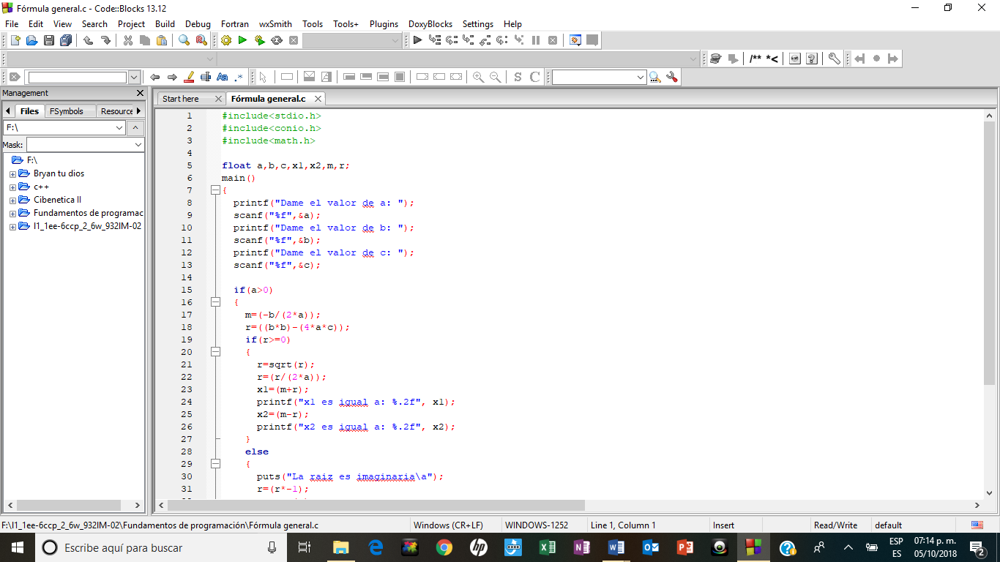 Fórmula general.c - Code::Blocks 13.12
File Edit View Search Project Build Debug Fortran wxSmith Tools Tools+ Plugins DoxyBlocks Settings Help
/** *<
Aa .*
S C
Management
Files FSymbols Resource
Start here Fórmula general.c
F:\
Mask:
F:\
Bryan tu dios
c++
Cibenetica II
Fundamentos de programac
I1_1ee-6ccp_2_6w_932IM-02
1 #include<stdio.h>
2 #include<conio.h>
3 #include<math.h>
4
5 float a,b,c,x1,x2,m,r;
6 main()
7 {
8 printf("Dame el valor de a: ");
9 scanf("%f",&a);
10 printf("Dame el valor de b: ");
11 scanf("%f",&b);
12 printf("Dame el valor de c: ");
13 scanf("%f",&c);
14
15 if(a>0)
16 {
17 m=(-b/(2*a));
18 r=((b*b)-(4*a*c));
19 if(r>=0)
20 {
21 r=sqrt(r);
22 r=(r/(2*a));
23 x1=(m+r);
24 printf("x1 es igual a: %.2f", x1);
25 x2=(m-r);
26 printf("x2 es igual a: %.2f", x2);
27 }
28 else
29 {
30 puts("La raiz es imaginaria\a");
31 r=(r*-1);
F:\I1_1ee-6ccp_2_6w_932IM-02\Fundamentos de programación\Fórmula general.c Windows (CR+LF) WINDOWS-1252 Line 1, Column 1 Insert Read/Write default
Escribe aquí para buscar
ESP 07:14 p. m.
ES 05/10/2018
2